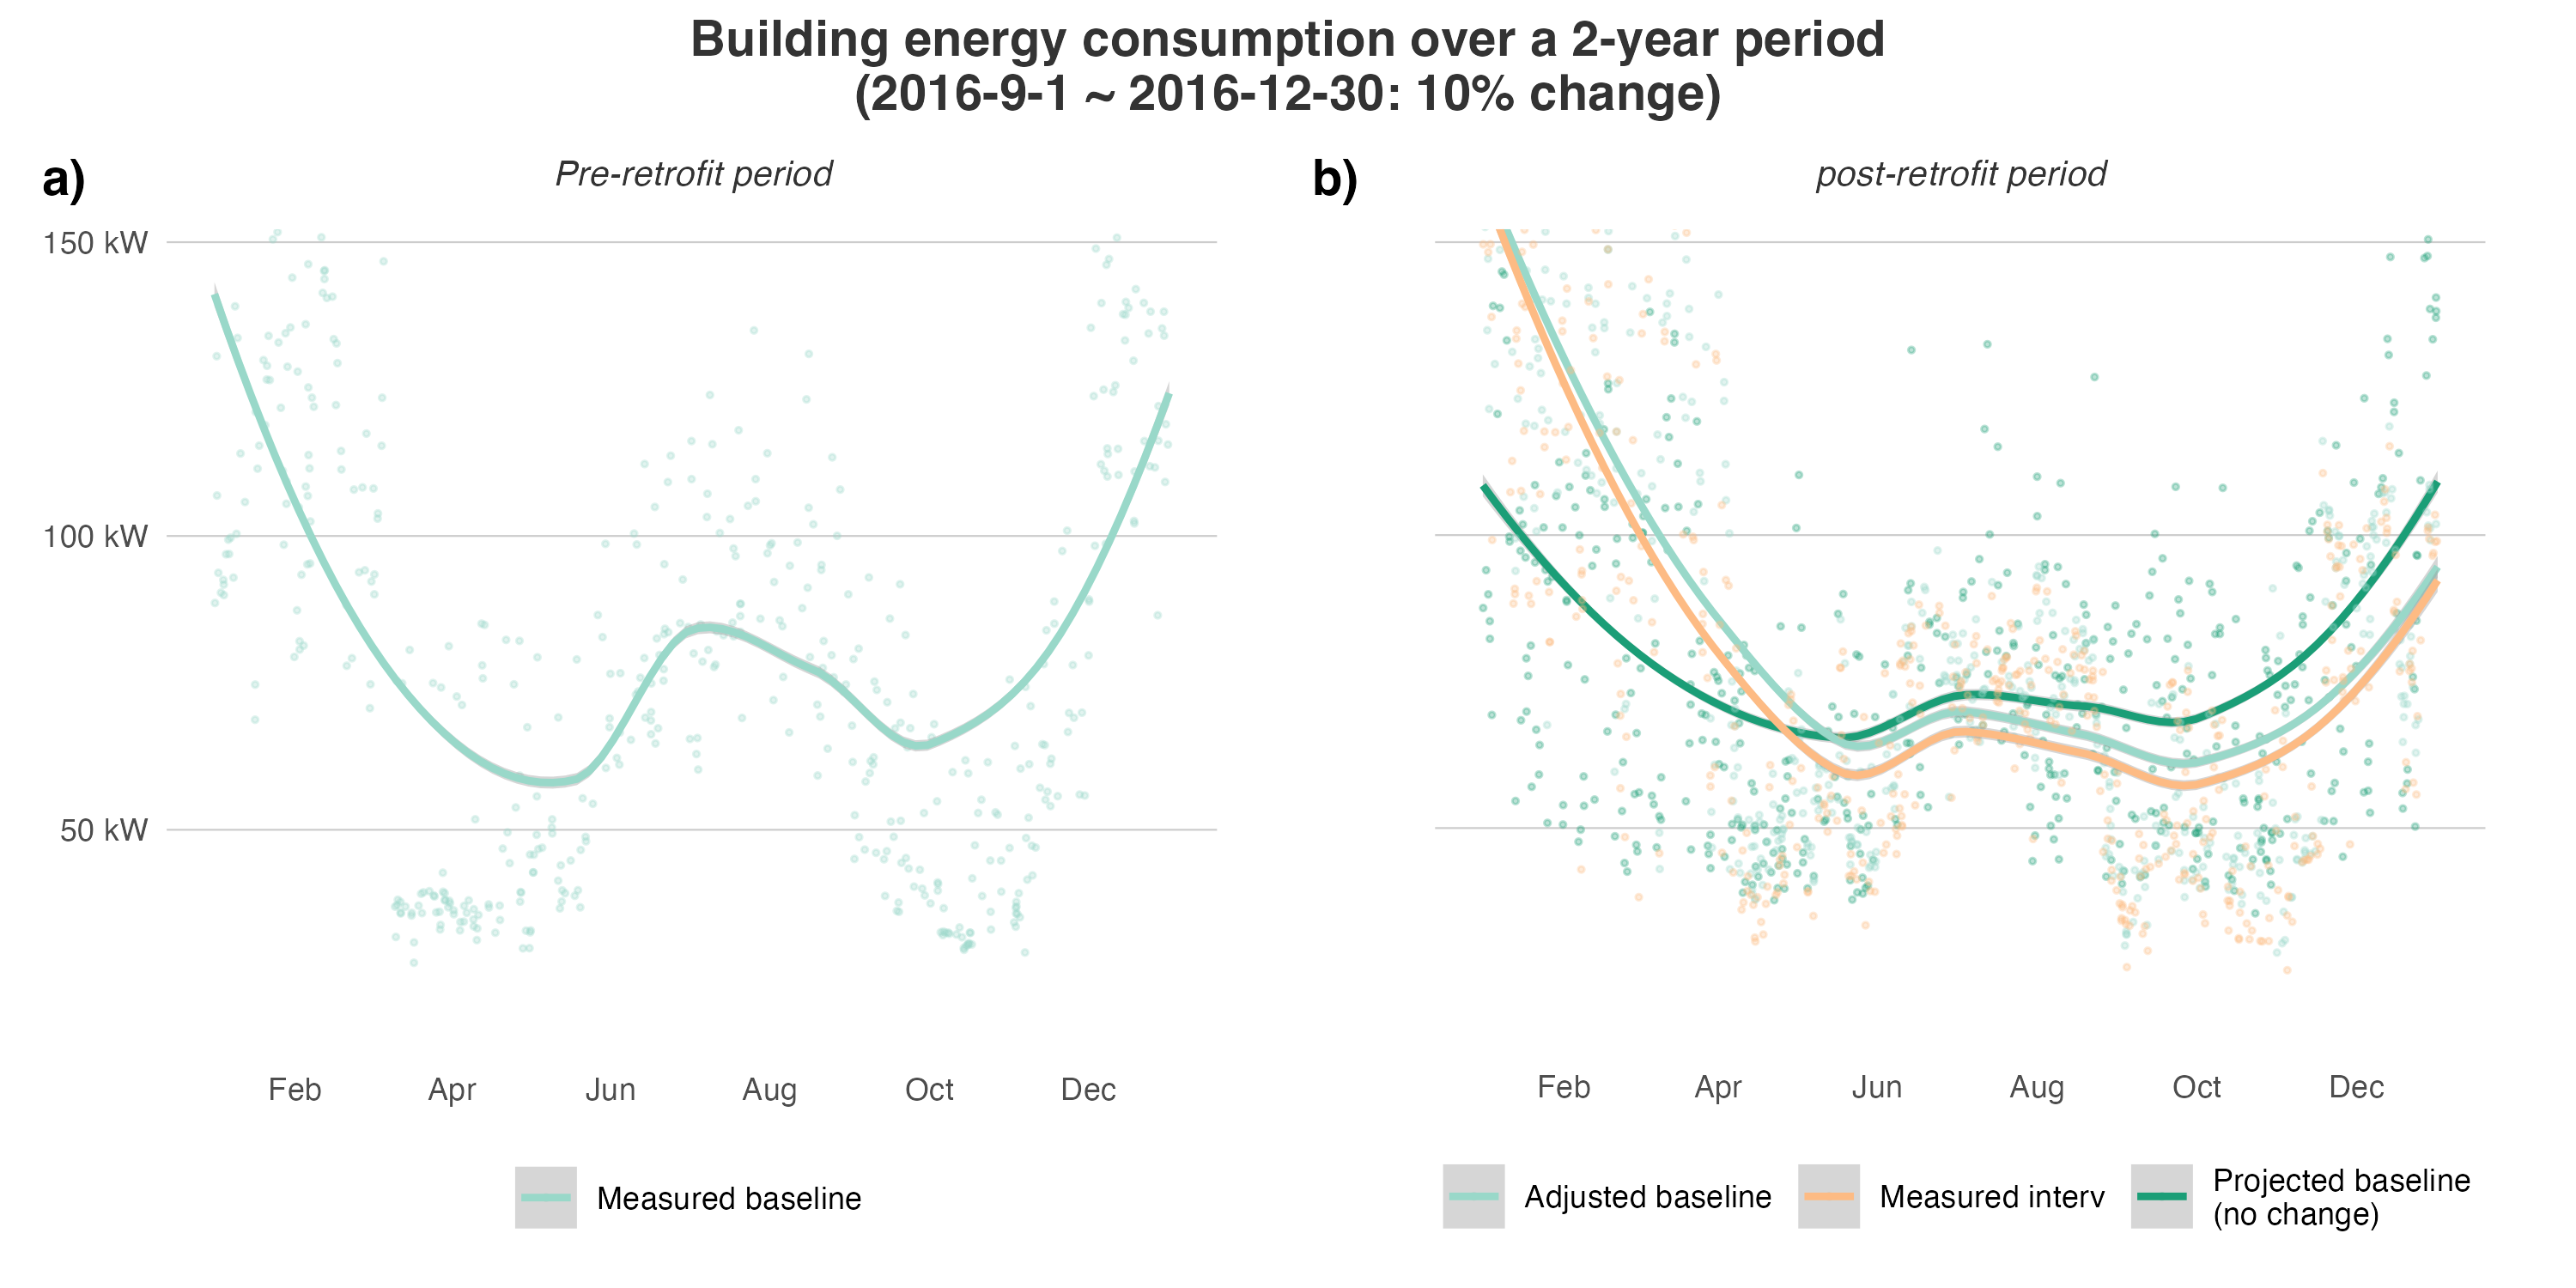 Building energy consumption over a 2-year period
(2016-9-1 ~ 2016-12-30: 10% change)
a)
Pre-retrofit period
150 kW
100 kW
50 kW
Feb Apr Jun Aug Oct Dec
Measured baseline
b)
post-retrofit period
Feb Apr Jun Aug Oct Dec
Adjusted baseline
Measured interv
Projected baseline
(no change)